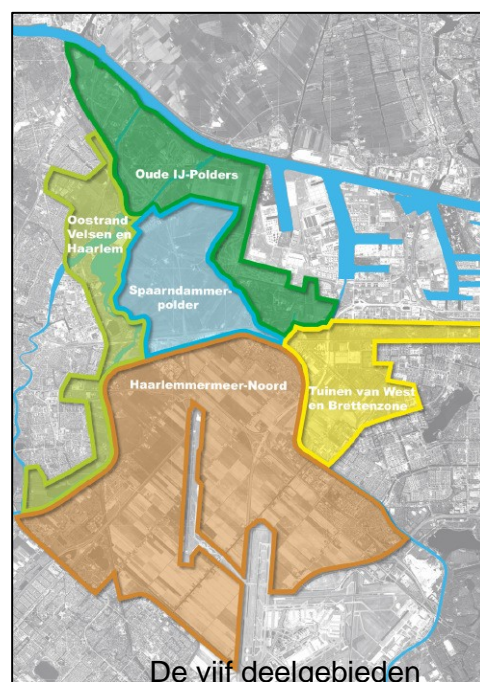 Oude IJ-Polders
Oostrand
Velsen en
Haarlem
Spaarndammer-
polder
Haarlemmermeer-Noord
Tuinen van West
en Brettenzone
De vijf deelgebieden